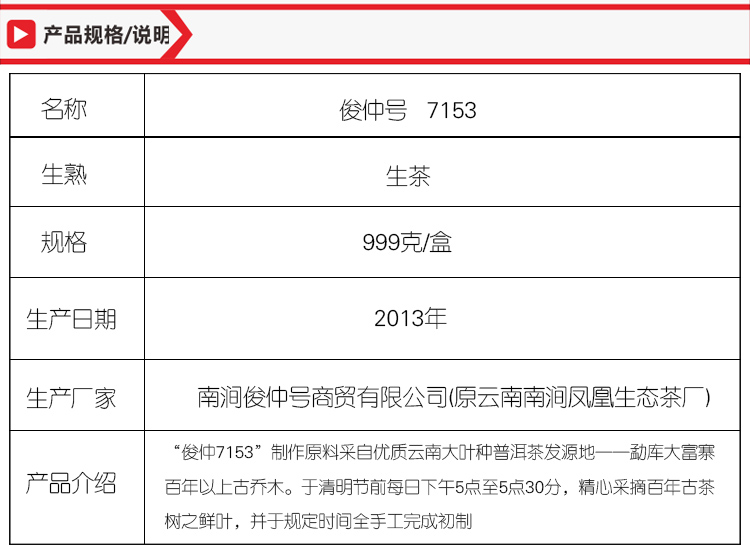 产品规格/说明
名称 俊仲号 7153
生熟 生茶
规格 999克/盒
生产日期 2013年
生产厂家 南涧俊仲号商贸有限公司(原云南南涧凤凰生态茶厂)
产品介绍
“俊仲7153”制作原料采自优质云南大叶种普洱茶发源地——勐库大富寨
百年以上古乔木。于清明节前每日下午5点至5点30分，精心采摘百年古茶
树之鲜叶，并于规定时间全手工完成初制